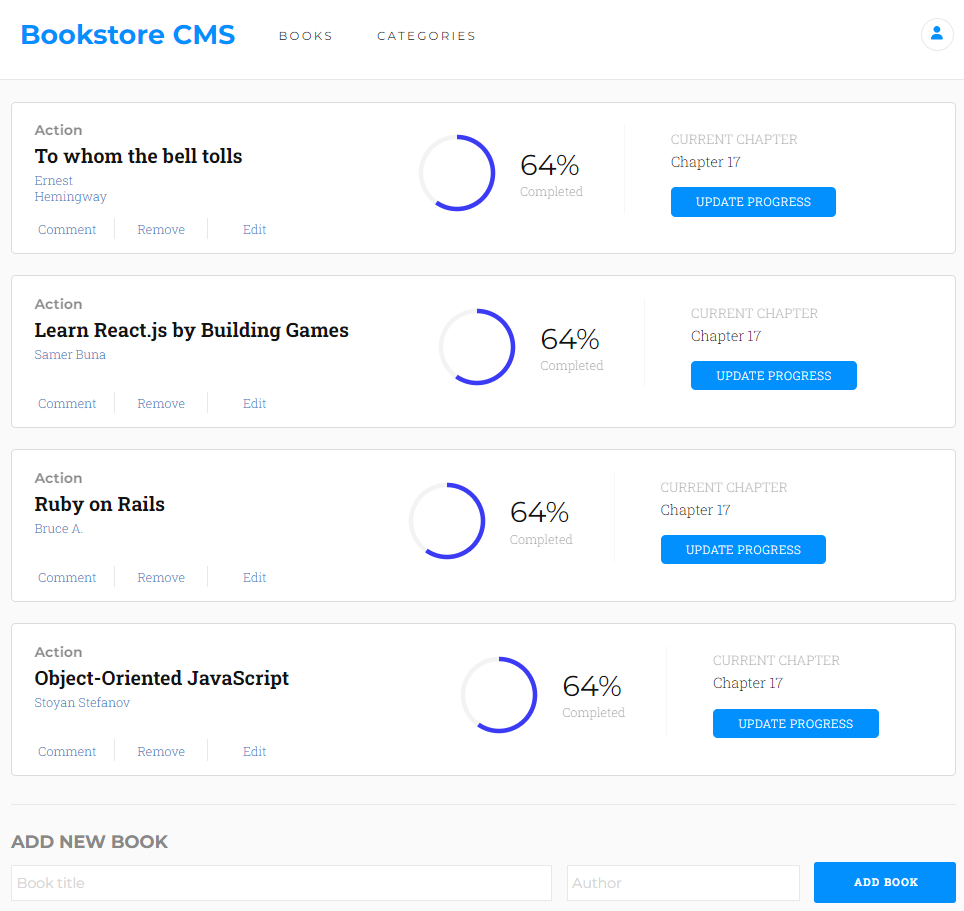 Bookstore CMS
BOOKS
CATEGORIES
Action
To whom the bell tolls
Ernest
Hemingway
Comment
Remove
Edit
64%
Completed
CURRENT CHAPTER
Chapter 17
UPDATE PROGRESS
Action
Learn React.js by Building Games
Samer Buna
Comment
Remove
Edit
64%
Completed
CURRENT CHAPTER
Chapter 17
UPDATE PROGRESS
Action
Ruby on Rails
Bruce A.
Comment
Remove
Edit
64%
Completed
CURRENT CHAPTER
Chapter 17
UPDATE PROGRESS
Action
Object-Oriented JavaScript
Stoyan Stefanov
Comment
Remove
Edit
64%
Completed
CURRENT CHAPTER
Chapter 17
UPDATE PROGRESS
ADD NEW BOOK
Book title
Author
ADD BOOK